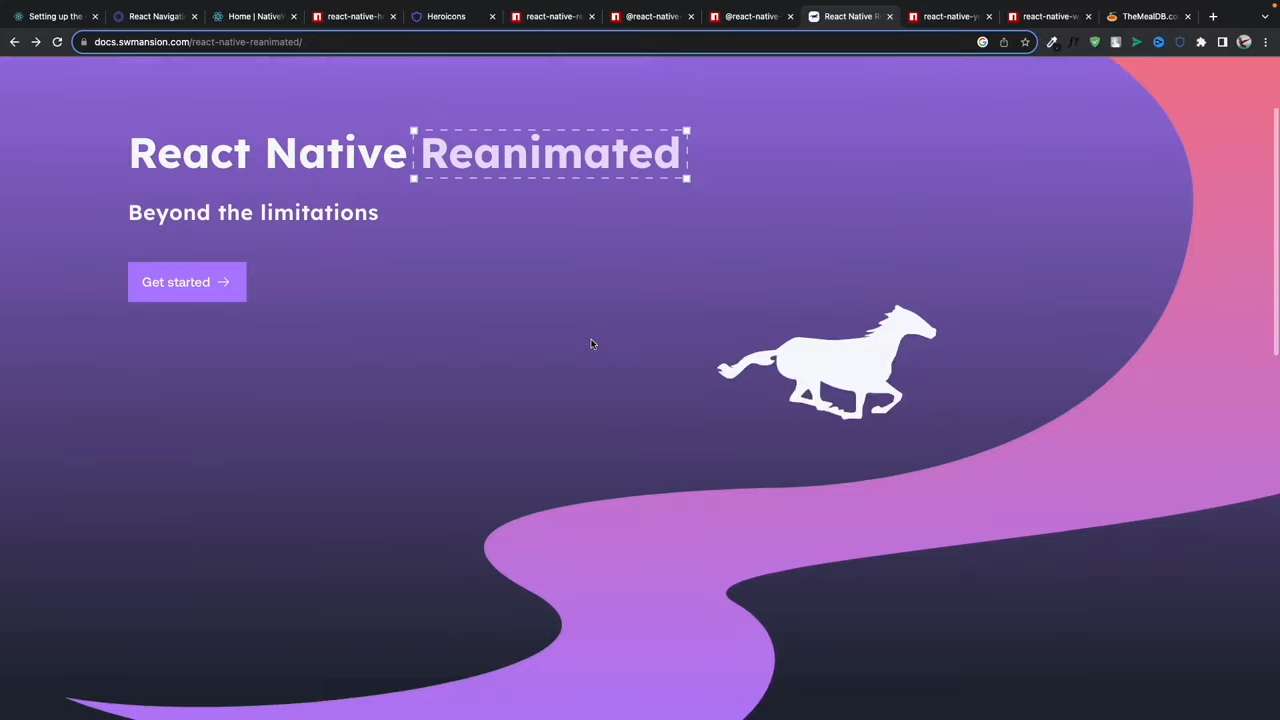 Setting up the
React Navigat
Home | NativeW
react-native-h
Heroicons
react-native-re
@react-native-
@react-native-
React Native R
react-native-y
react-native-w
TheMealDB.co
docs.swmansion.com/react-native-reanimated/
React Native Reanimated
Beyond the limitations
Get started →